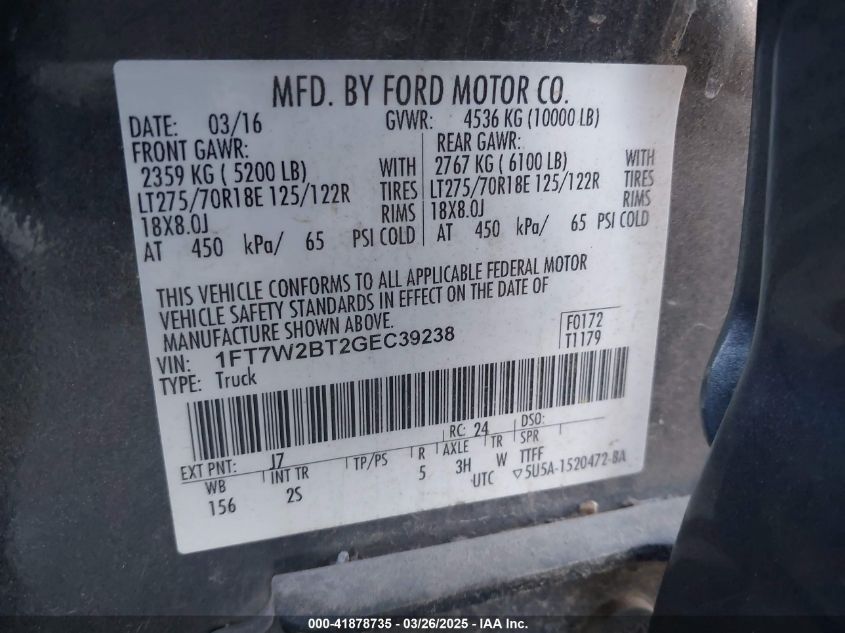 MFD. BY FORD MOTOR CO.
DATE: 03/16 GVWR: 4536 KG (10000 LB)
FRONT GAWR: REAR GAWR:
2359 KG ( 5200 LB) WITH 2767 KG ( 6100 LB) WITH
LT275/70R18E 125/122R TIRES LT275/70R18E 125/122R TIRES
18X8.0J RIMS 18X8.0J RIMS
AT 450 kPa/ 65 PSI COLD AT 450 kPa/ 65 PSI COLD
THIS VEHICLE CONFORMS TO ALL APPLICABLE FEDERAL MOTOR
VEHICLE SAFETY STANDARDS IN EFFECT ON THE DATE OF
MANUFACTURE SHOWN ABOVE.
VIN: 1FT7W2BT2GEC39238 F0172
TYPE: Truck T1179
EXT PNT: J7 RC: 24 DSO:
WB INT TR TP/PS R AXLE TR SPR
156 2S 5 3H W TTFF
UTC ▽5U5A-1520472-BA
000-41878735 - 03/26/2025 - IAA Inc.